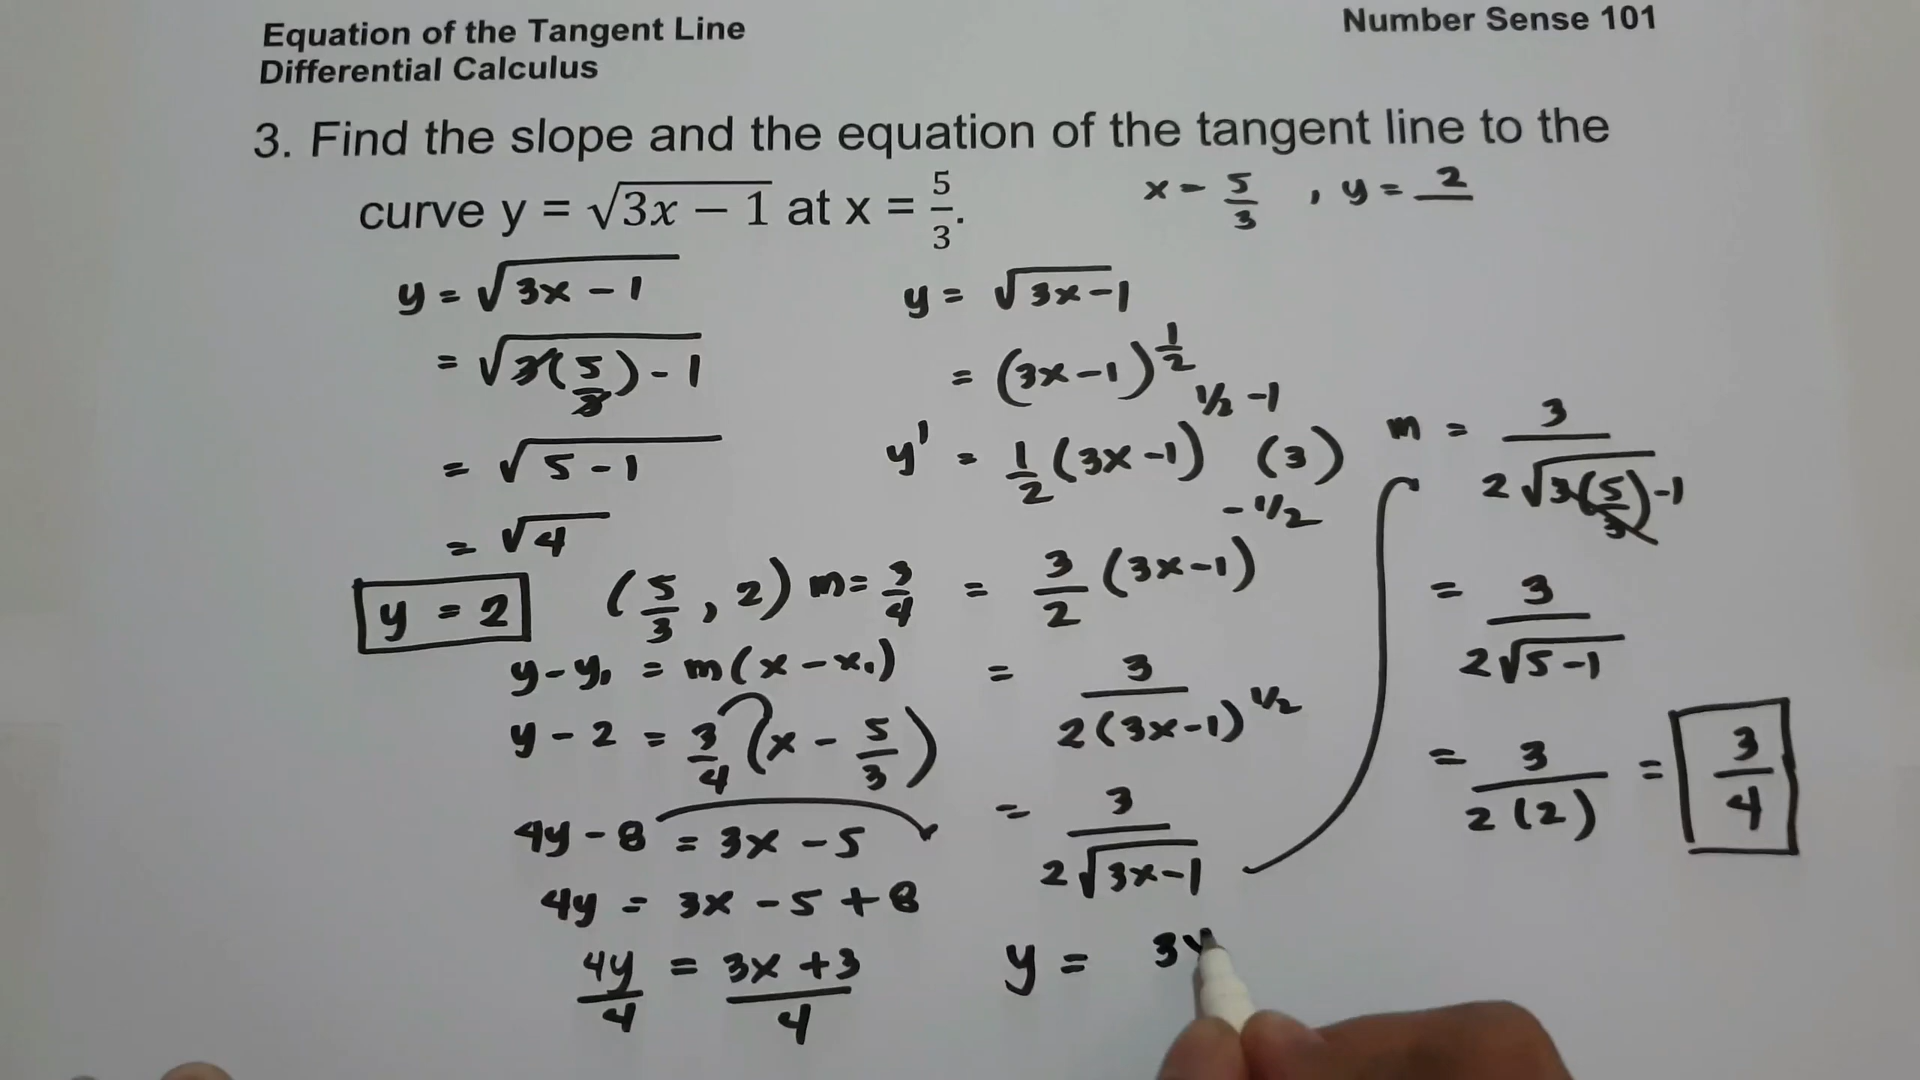 Equation of the Tangent Line
Number Sense 101
Differential Calculus
3. Find the slope and the equation of the tangent line to the
curve y = √(3x − 1) at x = 5/3.
x - 5/3 , y = 2
y = √(3x - 1)
= √(3(5/3) - 1)
= √(5 - 1)
= √4
y = 2
(5/3, 2) m = 3/4
y - y₁ = m(x - x₁)
y - 2 = 3/4(x - 5/3)
4y - 8 = 3x - 5
4y = 3x - 5 + 8
4y/4 = (3x + 3)/4
y = √(3x - 1)
= (3x - 1)^1/2
y' = 1/2(3x - 1)^(1/2 - 1) (3)
= 3/2 (3x - 1)^-1/2
= 3/(2(3x - 1)^1/2)
= 3/(2√(3x - 1))
y = 3x
m = 3/(2√(3(5/3) - 1))
= 3/(2√(5 - 1))
= 3/(2(2)) = 3/4